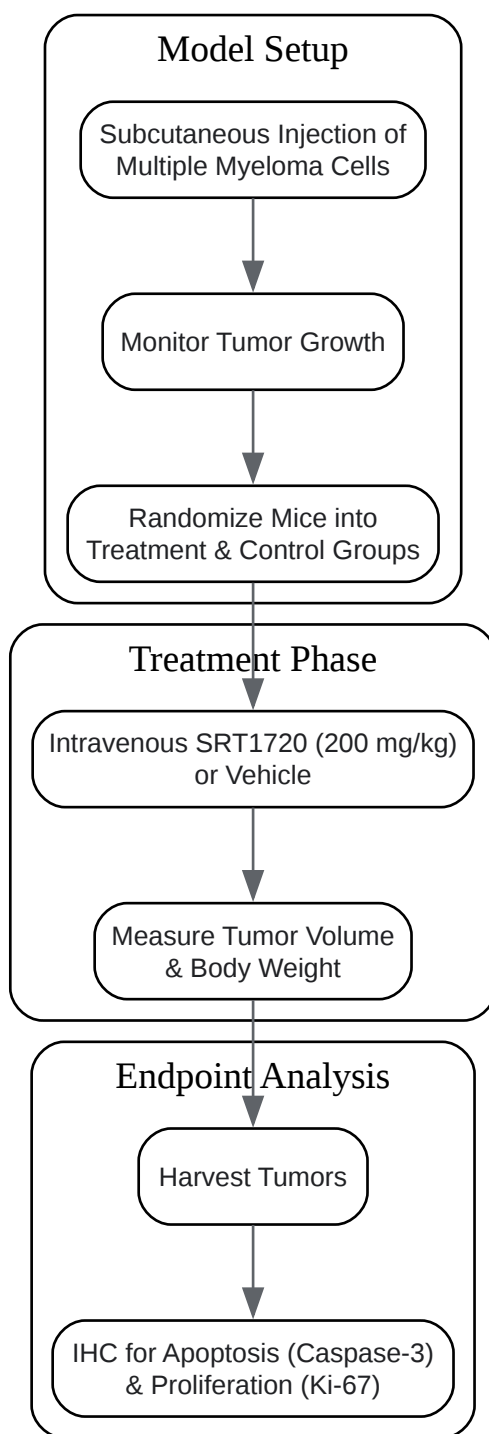 Model Setup
Subcutaneous Injection of
Multiple Myeloma Cells
Monitor Tumor Growth
Randomize Mice into
Treatment & Control Groups
Treatment Phase
Intravenous SRT1720 (200 mg/kg)
or Vehicle
Measure Tumor Volume
& Body Weight
Endpoint Analysis
Harvest Tumors
IHC for Apoptosis (Caspase-3)
& Proliferation (Ki-67)